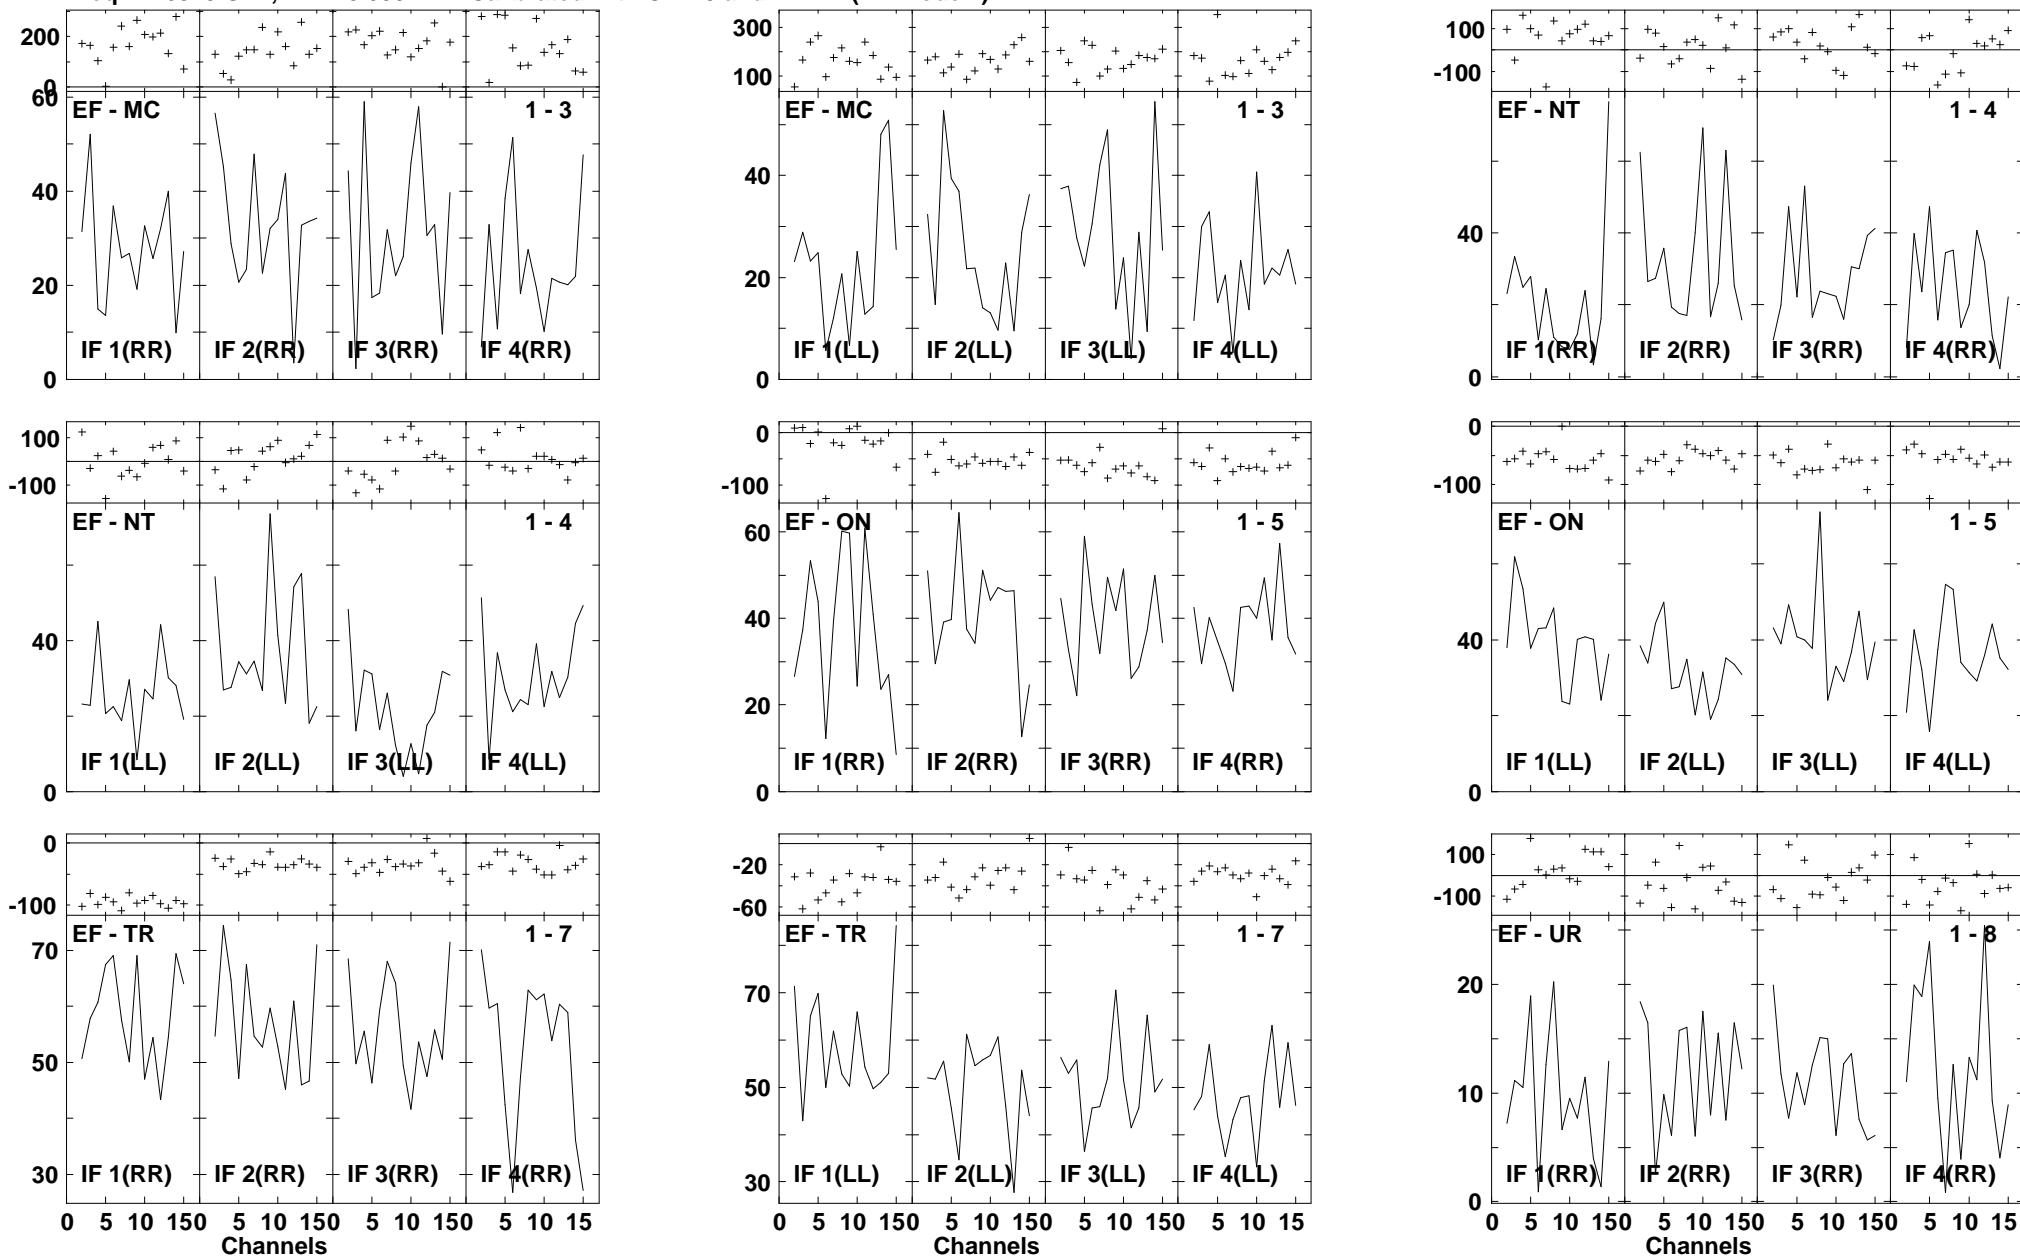 200
0
300
100
100
-100
EF - MC 1 - 3
EF - MC 1 - 3
EF - NT 1 - 4
60
40
20
0
40
0
IF 1(RR) IF 2(RR) IF 3(RR) IF 4(RR)
IF 1(LL) IF 2(LL) IF 3(LL) IF 4(LL)
IF 1(RR) IF 2(RR) IF 3(RR) IF 4(RR)
0
100
-100
0
-100
0
-100
EF - NT 1 - 4
EF - ON 1 - 5
EF - ON 1 - 5
40
0
60
40
20
0
40
0
IF 1(LL) IF 2(LL) IF 3(LL) IF 4(LL)
IF 1(RR) IF 2(RR) IF 3(RR) IF 4(RR)
IF 1(LL) IF 2(LL) IF 3(LL) IF 4(LL)
0
-100
-20
-60
100
-100
EF - TR 1 - 7
EF - TR 1 - 7
EF - UR 1 - 8
70
50
30
70
50
30
20
10
0
IF 1(RR) IF 2(RR) IF 3(RR) IF 4(RR)
IF 1(LL) IF 2(LL) IF 3(LL) IF 4(LL)
IF 1(RR) IF 2(RR) IF 3(RR) IF 4(RR)
0 5 10 150 5 10 150 5 10 150 5 10 15
0 5 10 150 5 10 150 5 10 150 5 10 15
0 5 10 150 5 10 150 5 10 150 5 10 15
Channels
Channels